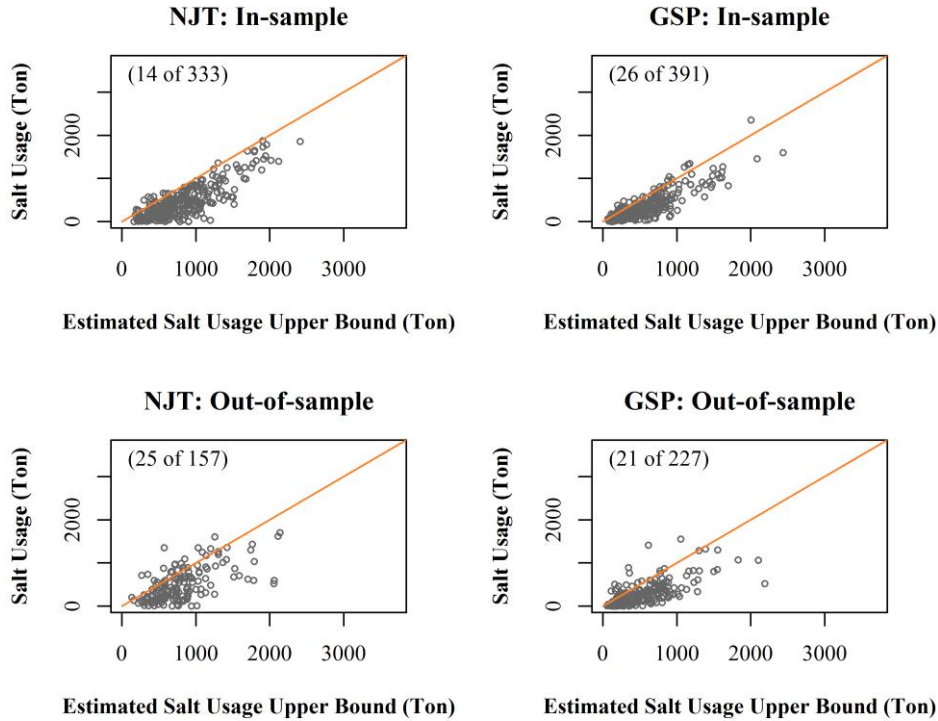 NJT: In-sample
Salt Usage (Ton)
(14 of 333)
0
2000
0
1000
2000
3000
Estimated Salt Usage Upper Bound (Ton)
GSP: In-sample
Salt Usage (Ton)
(26 of 391)
0
2000
0
1000
2000
3000
Estimated Salt Usage Upper Bound (Ton)
NJT: Out-of-sample
Salt Usage (Ton)
(25 of 157)
0
2000
0
1000
2000
3000
Estimated Salt Usage Upper Bound (Ton)
GSP: Out-of-sample
Salt Usage (Ton)
(21 of 227)
0
2000
0
1000
2000
3000
Estimated Salt Usage Upper Bound (Ton)